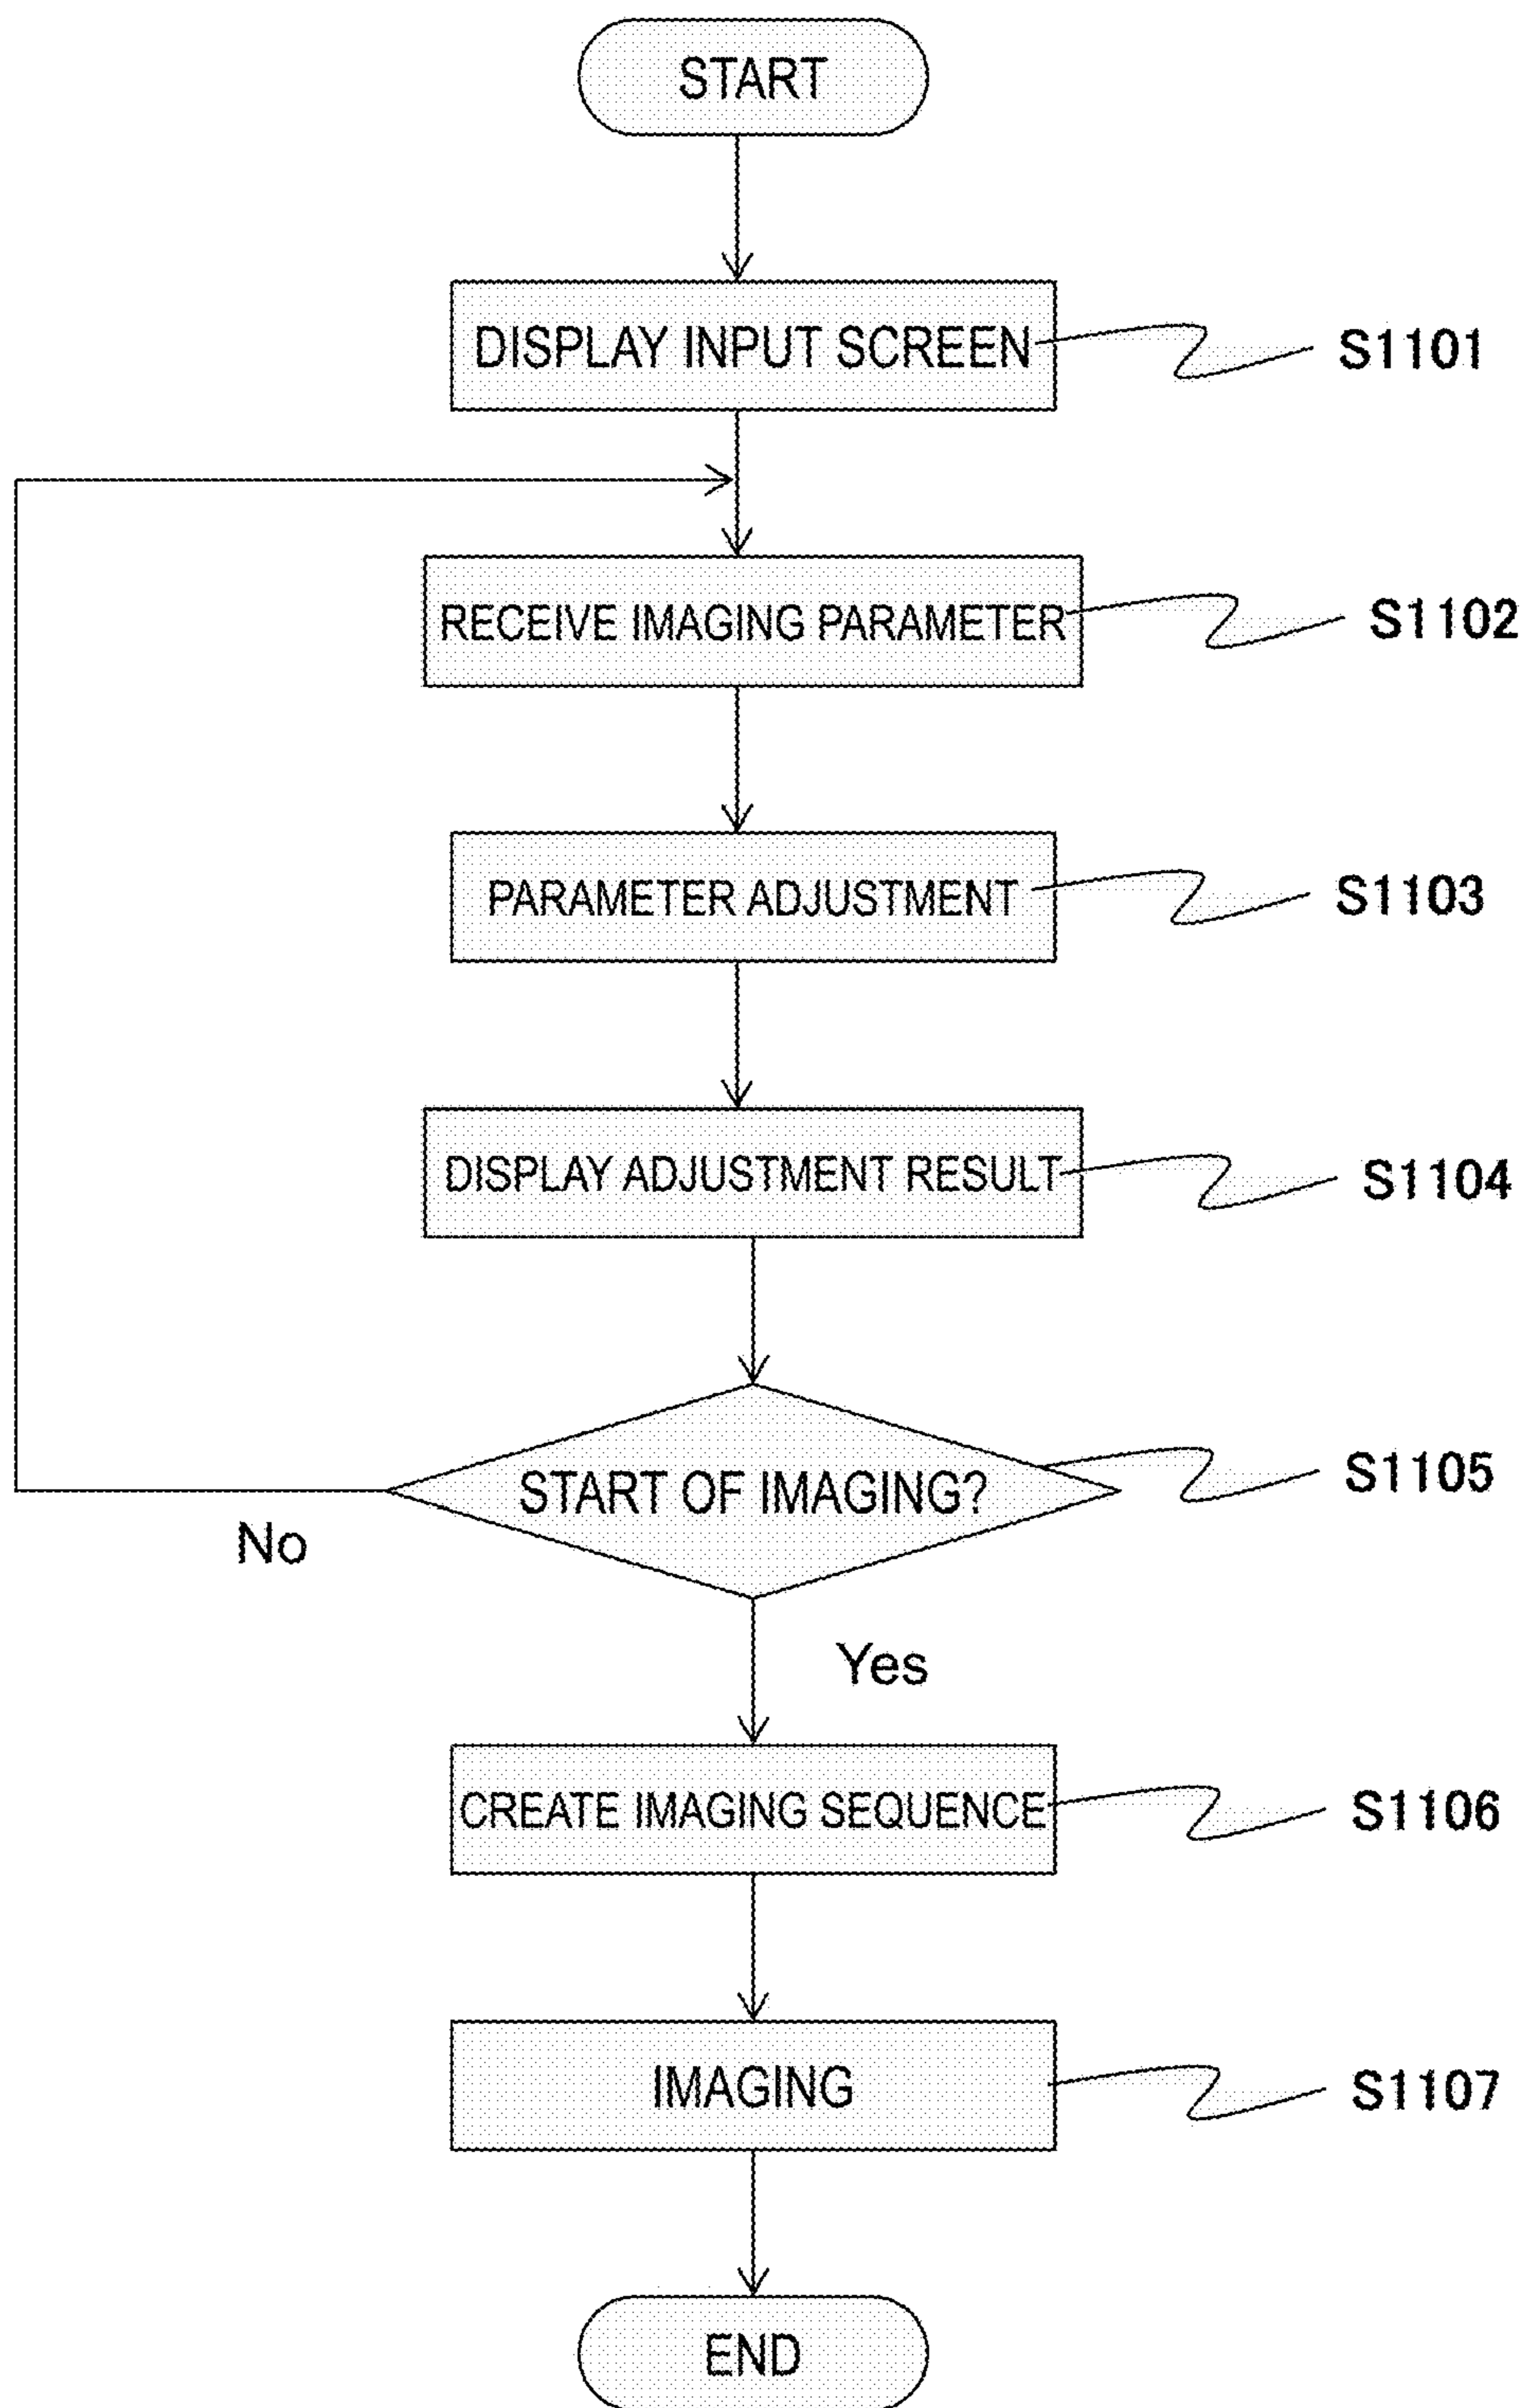 START
DISPLAY INPUT SCREEN
S1101
RECEIVE IMAGING PARAMETER
S1102
PARAMETER ADJUSTMENT
S1103
DISPLAY ADJUSTMENT RESULT
S1104
START OF IMAGING?
S1105
No
Yes
CREATE IMAGING SEQUENCE
S1106
IMAGING
S1107
END